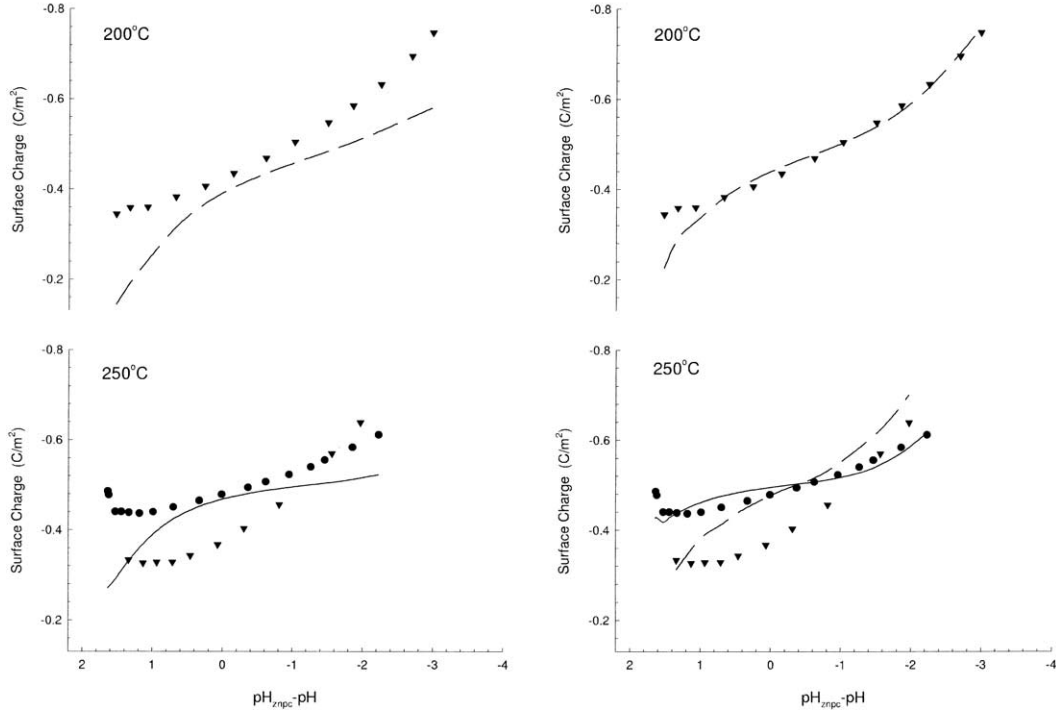 -0.8
200°C
-0.6
-0.4
-0.2
Surface Charge (C/m²)
-0.8
200°C
-0.6
-0.4
-0.2
Surface Charge (C/m²)
-0.8
250°C
-0.6
-0.4
-0.2
Surface Charge (C/m²)
2 1 0 -1 -2 -3 -4
pHznpc-pH
-0.8
250°C
-0.6
-0.4
-0.2
Surface Charge (C/m²)
2 1 0 -1 -2 -3 -4
pHznpc-pH